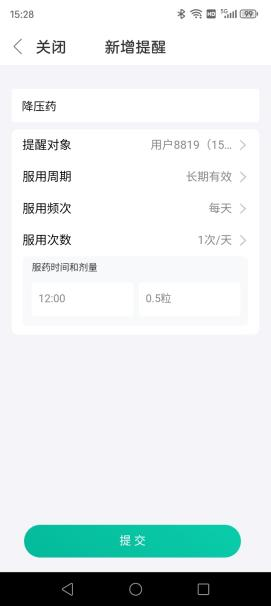 15:28 HD 5G 99
关闭 新增提醒
降压药
提醒对象 用户8819（15...
服用周期 长期有效
服用频次 每天
服用次数 1次/天
服药时间和剂量
12:00 0.5粒
提交